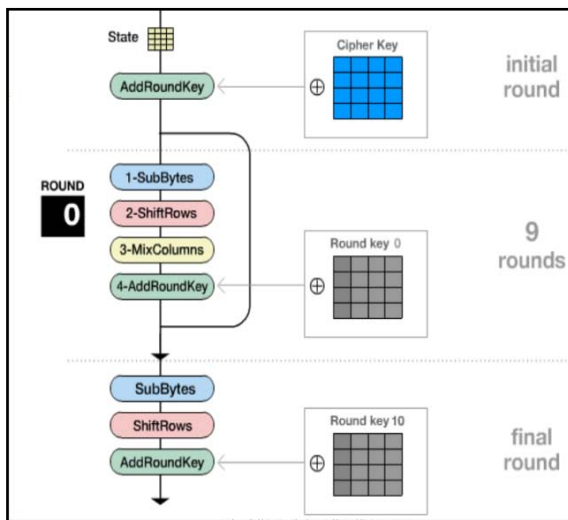 State
Cipher Key
initial
round
AddRoundKey
ROUND
0
1-SubBytes
2-ShiftRows
3-MixColumns
4-AddRoundKey
Round key 0
9
rounds
SubBytes
ShiftRows
AddRoundKey
Round key 10
final
round